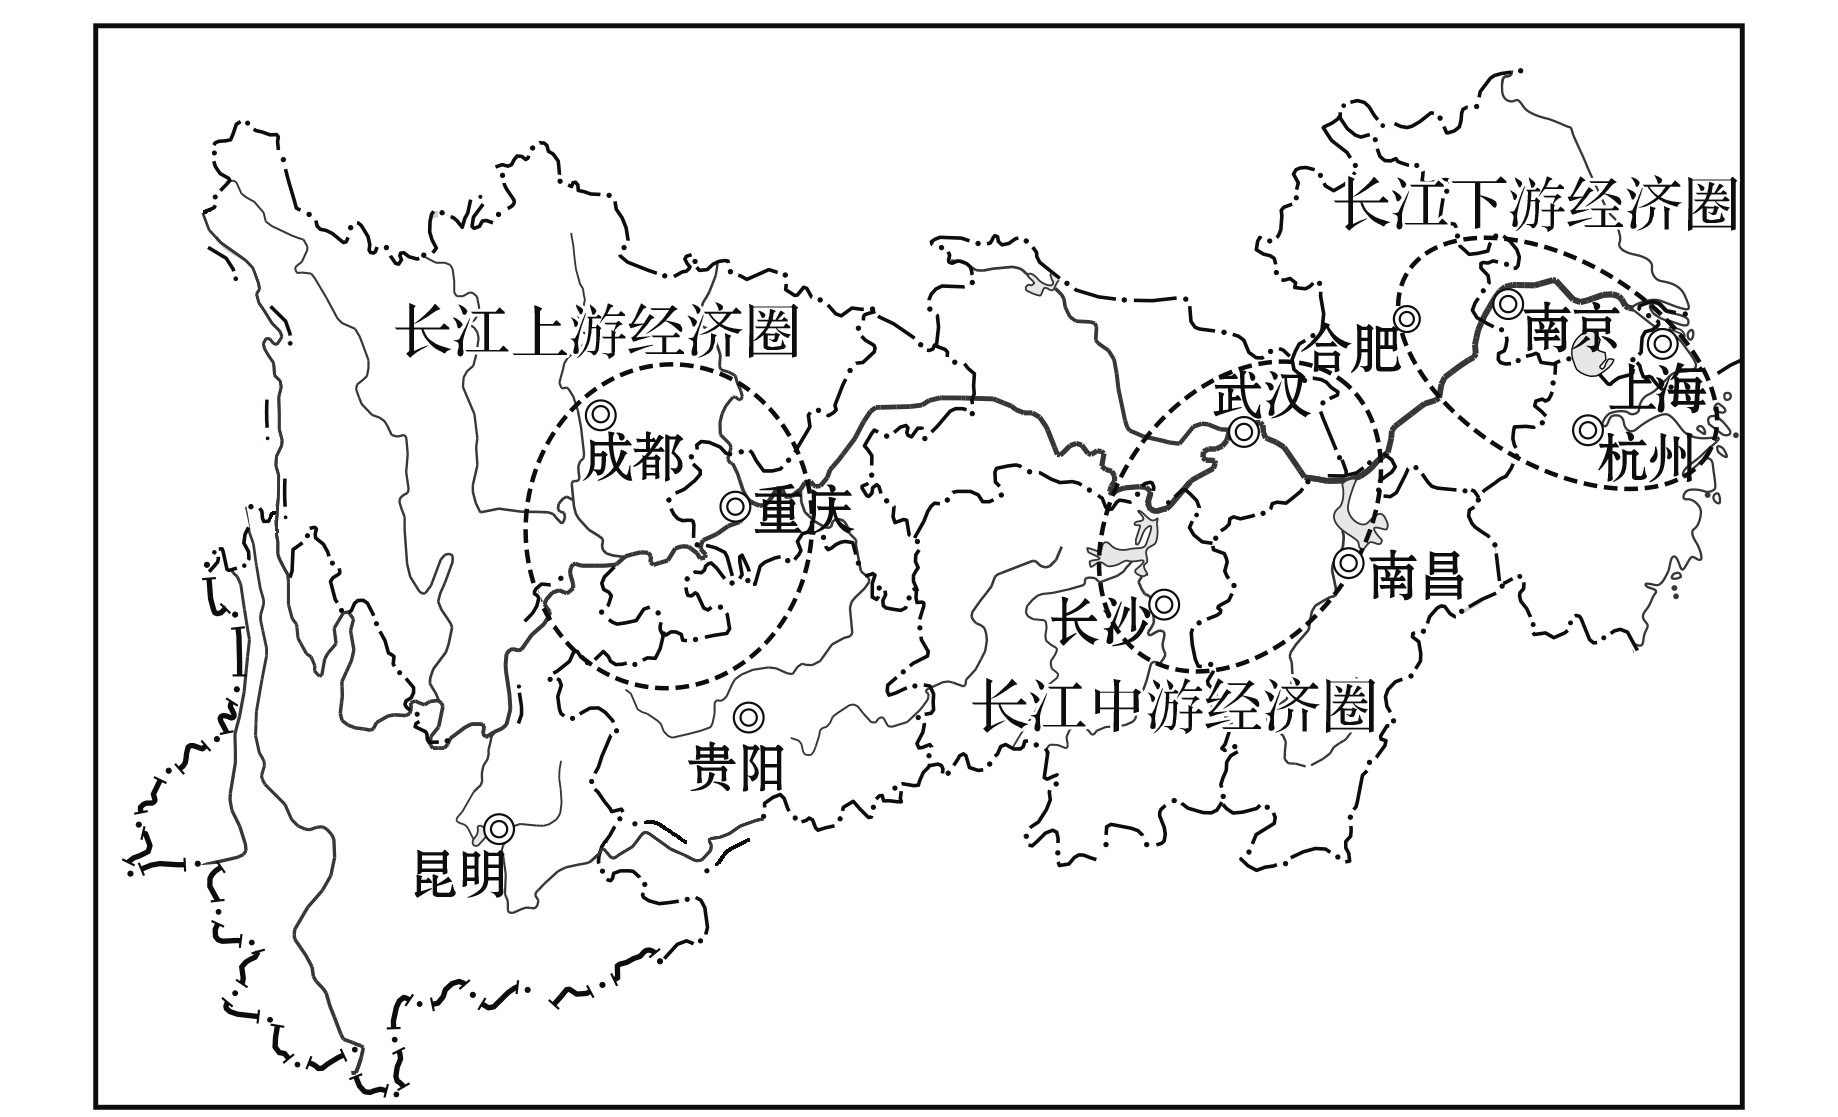 长江下游经济圈
长江上游经济圈
合肥
南京
武汉
上海
成都
杭州
重庆
南昌
长沙
长江中游经济圈
贵阳
昆明